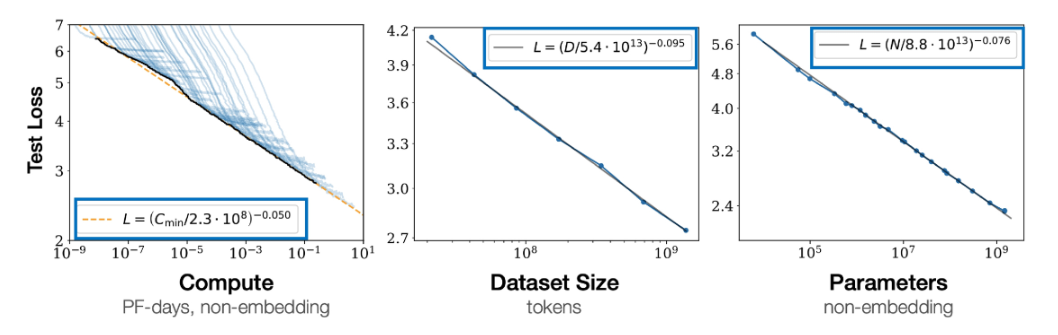 Test Loss
7
6
5
4
3
2
L = (C_min/2.3 · 10^8)^−0.050
10^−9 10^−7 10^−5 10^−3 10^−1 10^1
Compute
PF-days, non-embedding
4.2
3.9
3.6
3.3
3.0
2.7
L = (D/5.4 · 10^13)^−0.095
10^8 10^9
Dataset Size
tokens
5.6
4.8
4.0
3.2
2.4
L = (N/8.8 · 10^13)^−0.076
10^5 10^7 10^9
Parameters
non-embedding